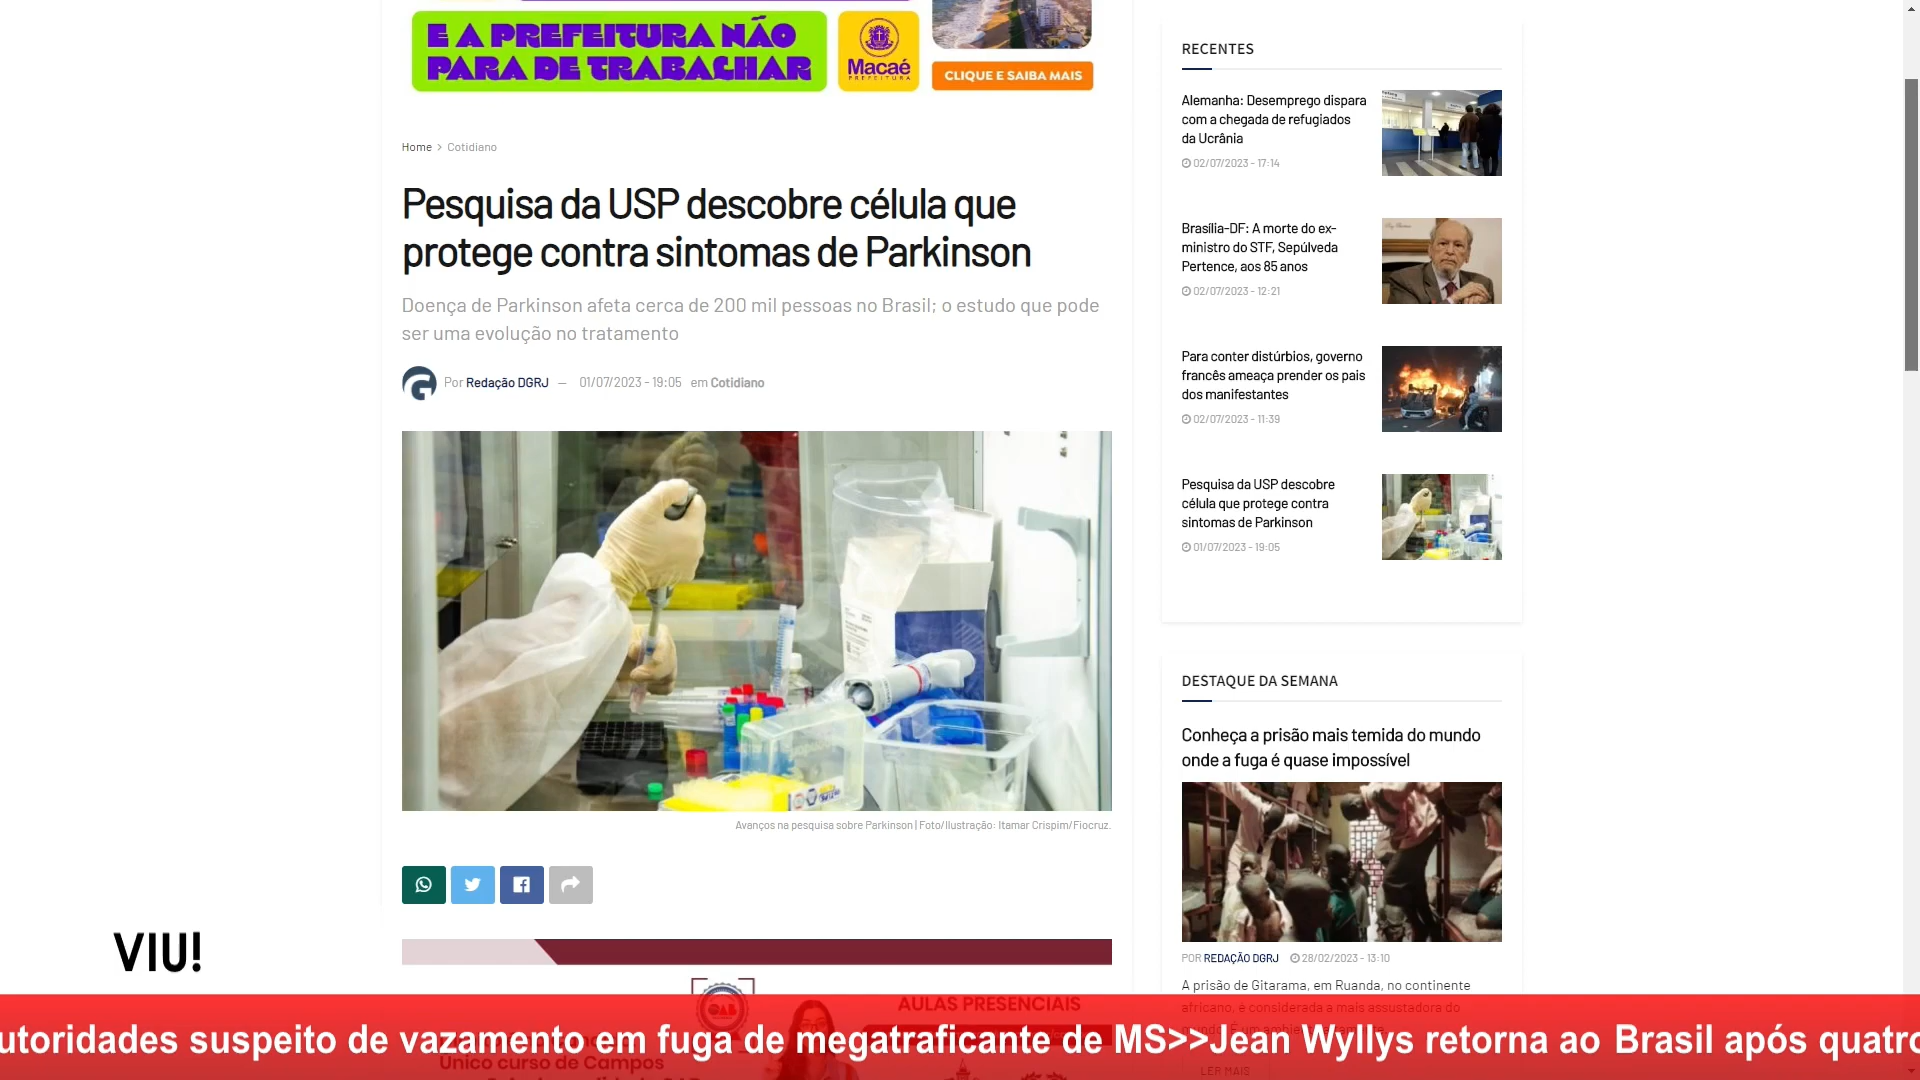 E A PREFEITURA NÃO
PARA DE TRABALHAR
Macaé
PREFEITURA
CLIQUE E SAIBA MAIS
Home > Cotidiano
Pesquisa da USP descobre célula que
protege contra sintomas de Parkinson
Doença de Parkinson afeta cerca de 200 mil pessoas no Brasil; o estudo que pode
ser uma evolução no tratamento
Por Redação DGRJ — 01/07/2023 - 19:05 em Cotidiano
Avanços na pesquisa sobre Parkinson | Foto/Ilustração: Itamar Crispim/Fiocruz.
RECENTES
Alemanha: Desemprego dispara
com a chegada de refugiados
da Ucrânia
02/07/2023 - 17:14
Brasília-DF: A morte do ex-
ministro do STF, Sepúlveda
Pertence, aos 85 anos
02/07/2023 - 12:21
Para conter distúrbios, governo
francês ameaça prender os pais
dos manifestantes
02/07/2023 - 11:39
Pesquisa da USP descobre
célula que protege contra
sintomas de Parkinson
01/07/2023 - 19:05
DESTAQUE DA SEMANA
Conheça a prisão mais temida do mundo
onde a fuga é quase impossível
POR REDAÇÃO DGRJ 28/02/2023 - 13:10
A prisão de Gitarama, em Ruanda, no continente
africano, é considerada a mais assustadora do
VIU!
AULAS PRESENCIAIS
utoridades suspeito de vazamento em fuga de megatraficante de MS>>Jean Wyllys retorna ao Brasil após quatro
Único curso de Campos
LER MAIS